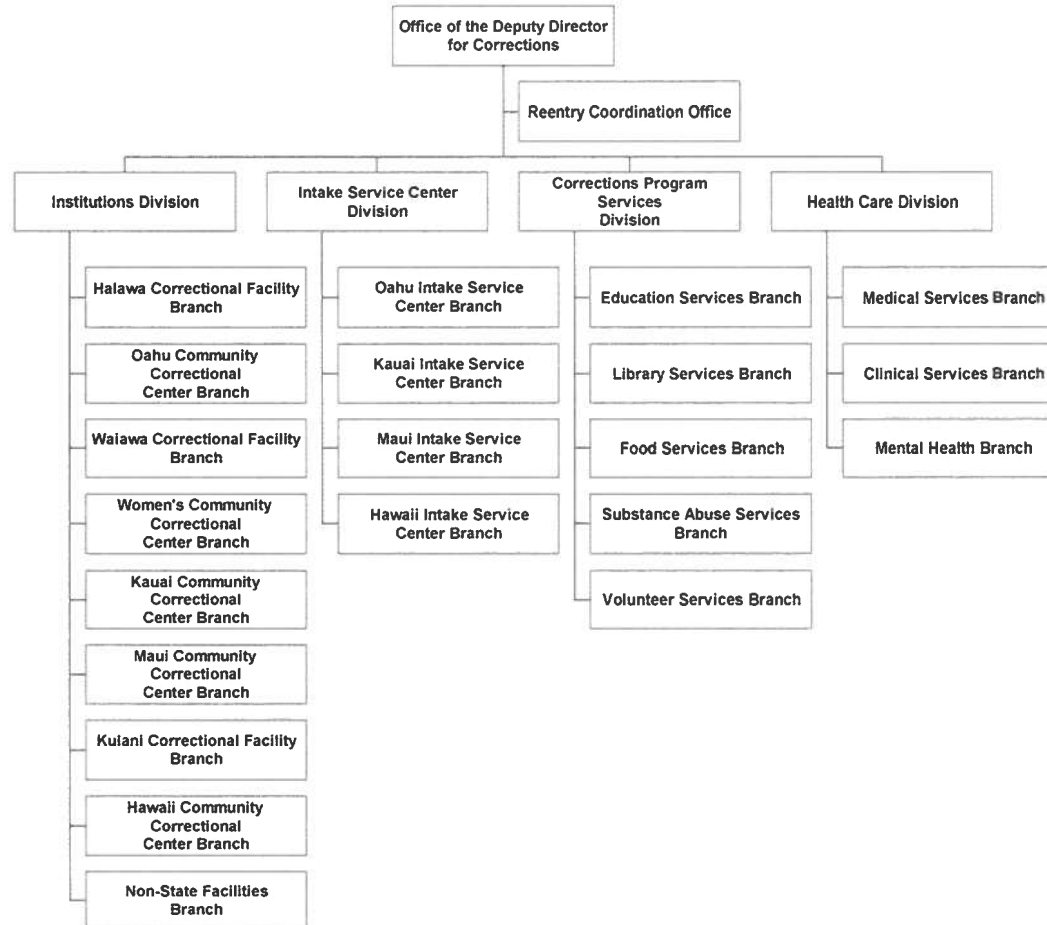 Office of the Deputy Director
for Corrections
Reentry Coordination Office
Institutions Division
Intake Service Center
Division
Corrections Program
Services
Division
Health Care Division
Halawa Correctional Facility
Branch
Oahu Community
Correctional
Center Branch
Waiawa Correctional Facility
Branch
Women's Community
Correctional
Center Branch
Kauai Community
Correctional
Center Branch
Maui Community
Correctional
Center Branch
Kulani Correctional Facility
Branch
Hawaii Community
Correctional
Center Branch
Non-State Facilities
Branch
Oahu Intake Service
Center Branch
Kauai Intake Service
Center Branch
Maui Intake Service
Center Branch
Hawaii Intake Service
Center Branch
Education Services Branch
Library Services Branch
Food Services Branch
Substance Abuse Services
Branch
Volunteer Services Branch
Medical Services Branch
Clinical Services Branch
Mental Health Branch